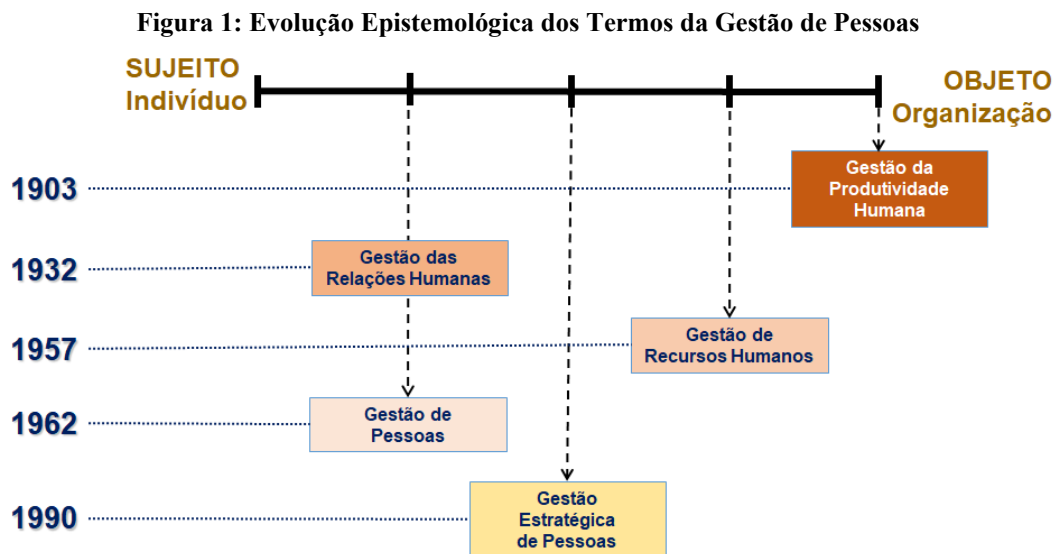 Figura 1: Evolução Epistemológica dos Termos da Gestão de Pessoas
SUJEITO
Indivíduo
OBJETO
Organização
1903
Gestão da
Produtividade
Humana
1932
Gestão das
Relações Humanas
1957
Gestão de
Recursos Humanos
1962
Gestão de
Pessoas
1990
Gestão
Estratégica
de Pessoas